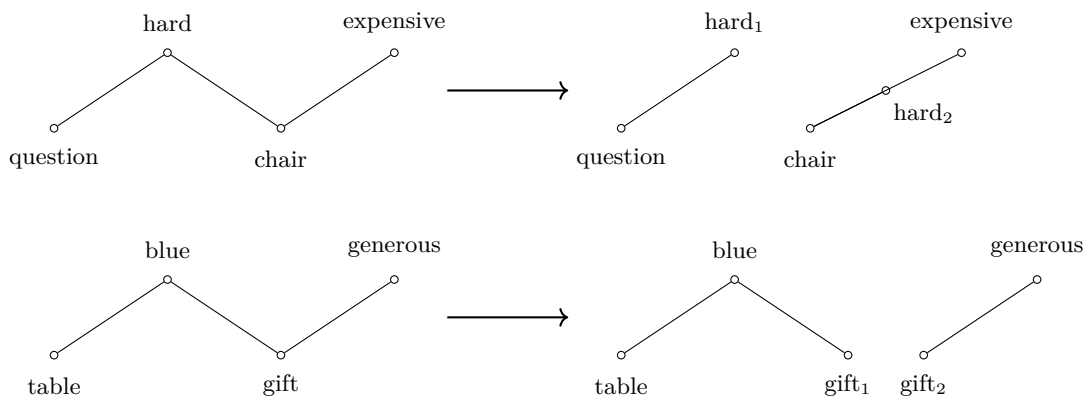 hard expensive hard₁ expensive
hard₂
question chair question chair
blue generous blue generous
table gift table gift₁ gift₂